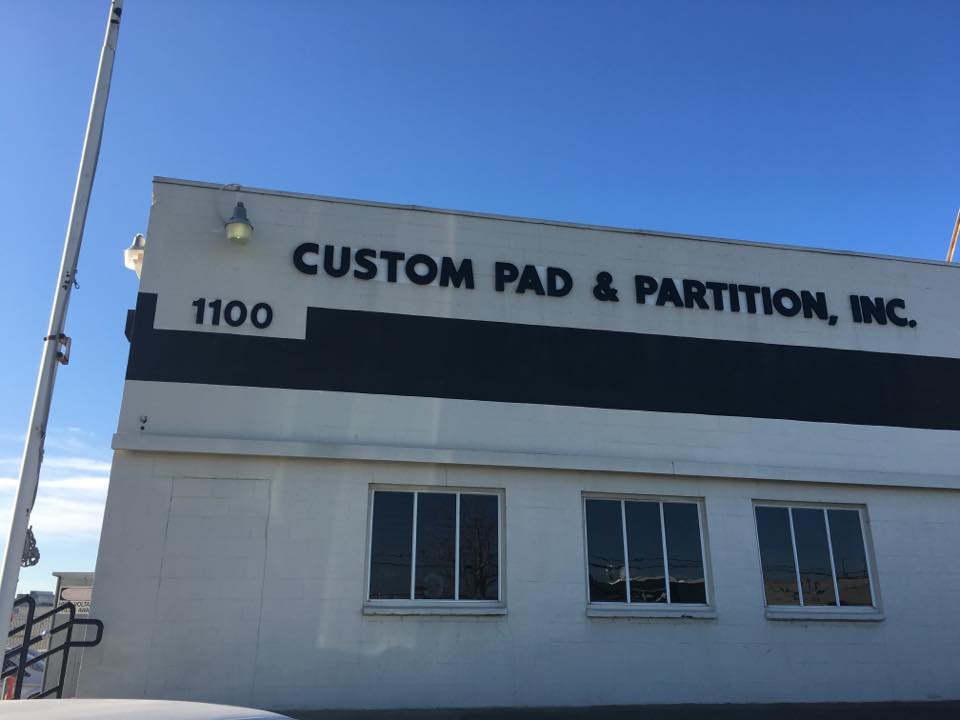 CUSTOM PAD & PARTITION, INC.
1100